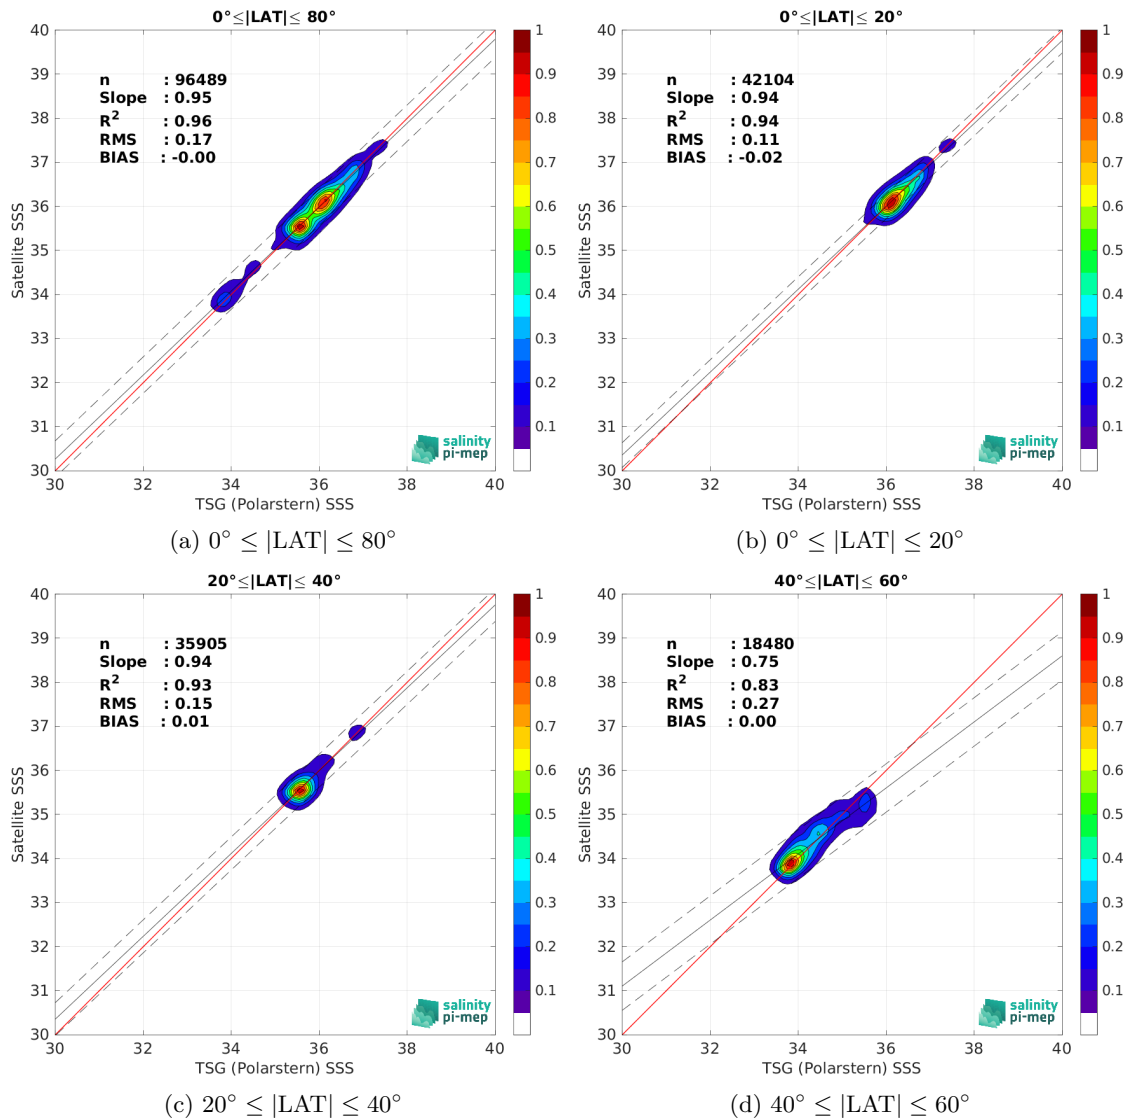 0°≤|LAT|≤ 80°
n : 96489
Slope : 0.95
R2 : 0.96
RMS : 0.17
BIAS : -0.00
40
39
38
37
36
35
34
33
32
31
30
Satellite SSS
30 32 34 36 38 40
TSG (Polarstern) SSS
1
0.9
0.8
0.7
0.6
0.5
0.4
0.3
0.2
0.1
salinity
pi-mep
(a) 0° ≤ |LAT| ≤ 80°
0°≤|LAT|≤ 20°
n : 42104
Slope : 0.94
R2 : 0.94
RMS : 0.11
BIAS : -0.02
40
39
38
37
36
35
34
33
32
31
30
Satellite SSS
30 32 34 36 38 40
TSG (Polarstern) SSS
1
0.9
0.8
0.7
0.6
0.5
0.4
0.3
0.2
0.1
salinity
pi-mep
(b) 0° ≤ |LAT| ≤ 20°
20°≤|LAT|≤ 40°
n : 35905
Slope : 0.94
R2 : 0.93
RMS : 0.15
BIAS : 0.01
40
39
38
37
36
35
34
33
32
31
30
Satellite SSS
30 32 34 36 38 40
TSG (Polarstern) SSS
1
0.9
0.8
0.7
0.6
0.5
0.4
0.3
0.2
0.1
salinity
pi-mep
(c) 20° ≤ |LAT| ≤ 40°
40°≤|LAT|≤ 60°
n : 18480
Slope : 0.75
R2 : 0.83
RMS : 0.27
BIAS : 0.00
40
39
38
37
36
35
34
33
32
31
30
Satellite SSS
30 32 34 36 38 40
TSG (Polarstern) SSS
1
0.9
0.8
0.7
0.6
0.5
0.4
0.3
0.2
0.1
salinity
pi-mep
(d) 40° ≤ |LAT| ≤ 60°